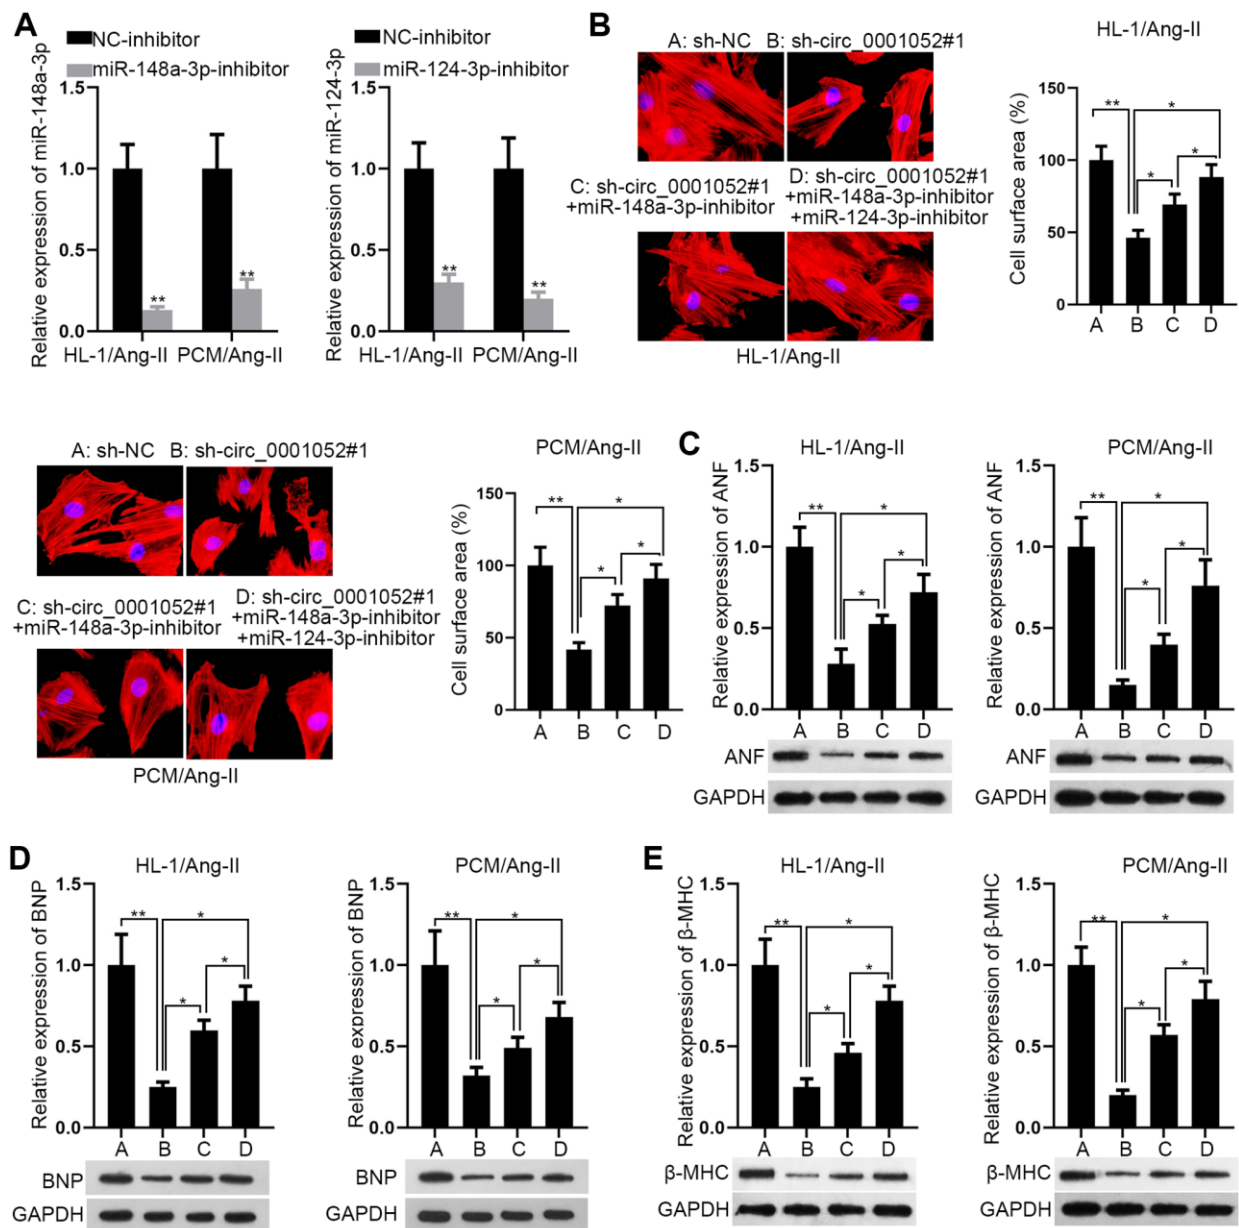 A
NC-inhibitor
miR-148a-3p-inhibitor
Relative expression of miR-148a-3p
1.5
1.0
0.5
0.0
**
**
HL-1/Ang-II PCM/Ang-II
NC-inhibitor
miR-124-3p-inhibitor
Relative expression of miR-124-3p
1.5
1.0
0.5
0.0
**
**
HL-1/Ang-II PCM/Ang-II
B
A: sh-NC B: sh-circ_0001052#1
C: sh-circ_0001052#1
+miR-148a-3p-inhibitor
D: sh-circ_0001052#1
+miR-148a-3p-inhibitor
+miR-124-3p-inhibitor
HL-1/Ang-II
HL-1/Ang-II
Cell surface area (%)
150
100
50
0
** *
*
*
A B C D
A: sh-NC B: sh-circ_0001052#1
C: sh-circ_0001052#1
+miR-148a-3p-inhibitor
D: sh-circ_0001052#1
+miR-148a-3p-inhibitor
+miR-124-3p-inhibitor
PCM/Ang-II
PCM/Ang-II
Cell surface area (%)
150
100
50
0
** *
*
*
A B C D
C
HL-1/Ang-II
Relative expression of ANF
1.5
1.0
0.5
0.0
** *
*
*
A B C D
ANF
GAPDH
PCM/Ang-II
Relative expression of ANF
1.5
1.0
0.5
0.0
** *
*
*
A B C D
ANF
GAPDH
D
HL-1/Ang-II
Relative expression of BNP
1.5
1.0
0.5
0.0
** *
*
*
A B C D
BNP
GAPDH
PCM/Ang-II
Relative expression of BNP
1.5
1.0
0.5
0.0
** *
*
*
A B C D
BNP
GAPDH
E
HL-1/Ang-II
Relative expression of β-MHC
1.5
1.0
0.5
0.0
** *
*
*
A B C D
β-MHC
GAPDH
PCM/Ang-II
Relative expression of β-MHC
1.5
1.0
0.5
0.0
** *
*
*
A B C D
β-MHC
GAPDH